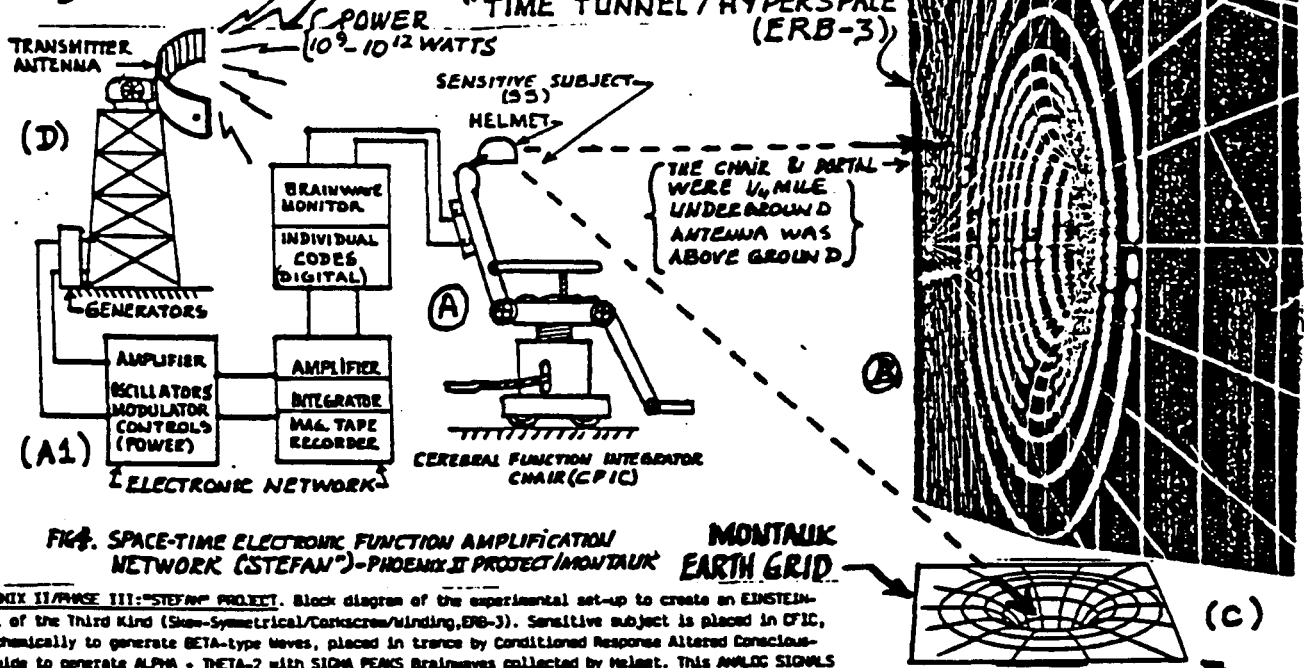 POWER
10⁹–10¹² WATTS
TRANSMITTER
ANTENNA
(D)
GENERATORS
"TIME TUNNEL / HYPERSPACE
(ERB-3)
SENSITIVE SUBJECT
(SS)
HELMET
THE CHAIR & PORTAL
WERE 1/4 MILE
UNDERGROUND
ANTENNA WAS
ABOVE GROUND
BRAINWAVE
MONITOR
INDIVIDUAL
CODES
(DIGITAL)
(A)
(B)
AMPLIFIER
OSCILLATORS
MODULATOR
CONTROLS
(POWER)
AMPLIFIER
INTEGRATOR
MAG. TAPE
RECORDER
(A1)
ELECTRONIC NETWORK
CEREBRAL FUNCTION INTEGRATOR
CHAIR (CFIC)
FIG4. SPACE-TIME ELECTRONIC FUNCTION AMPLIFICATION
NETWORK ("STEFAN")-PHOENIX II PROJECT/MONTAUK
MONTAUK
EARTH GRID
(C)
NIX II/PHASE III:"STEFAN" PROJECT. Block diagram of the experimental set-up to create an EINSTEIN-
of the Third Kind (Skew-Symmetrical/Corkscrew/Winding,ERB-3). Sensitive subject is placed in CFIC,
chemically to generate BETA-type Waves, placed in trance by Conditioned Response Altered Conscious-
to generate ALPHA + THETA-2 with SIGMA PEAKS Brainwaves collected by Helmet. This ANALOG SIGNALS